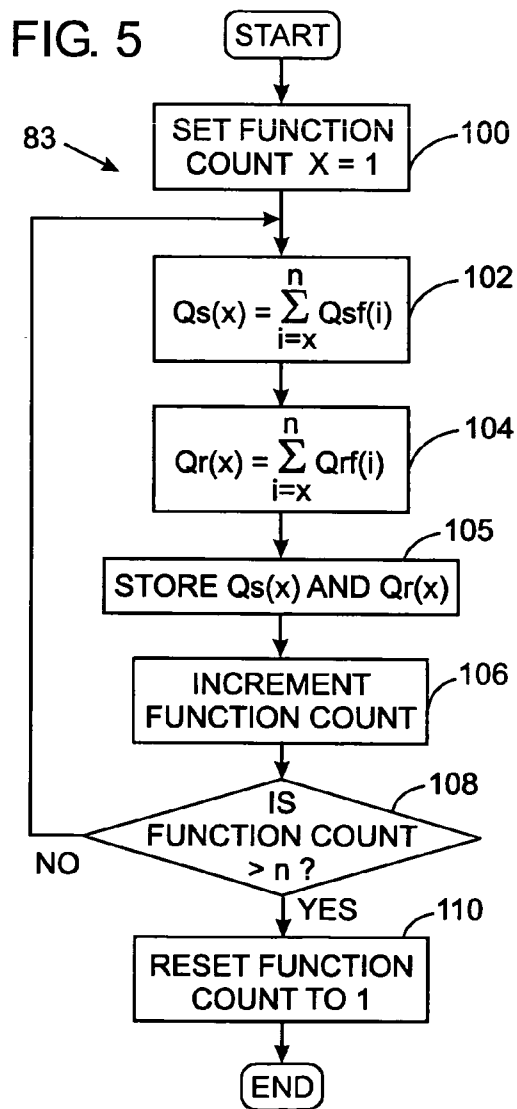 FIG. 5
START
83
SET FUNCTION
COUNT X = 1
100
102
n
Qs(x) = Σ Qsf(i)
i=x
104
n
Qr(x) = Σ Qrf(i)
i=x
105
STORE Qs(x) AND Qr(x)
INCREMENT
FUNCTION COUNT
106
108
IS
FUNCTION COUNT
> n ?
NO
YES
110
RESET FUNCTION
COUNT TO 1
END